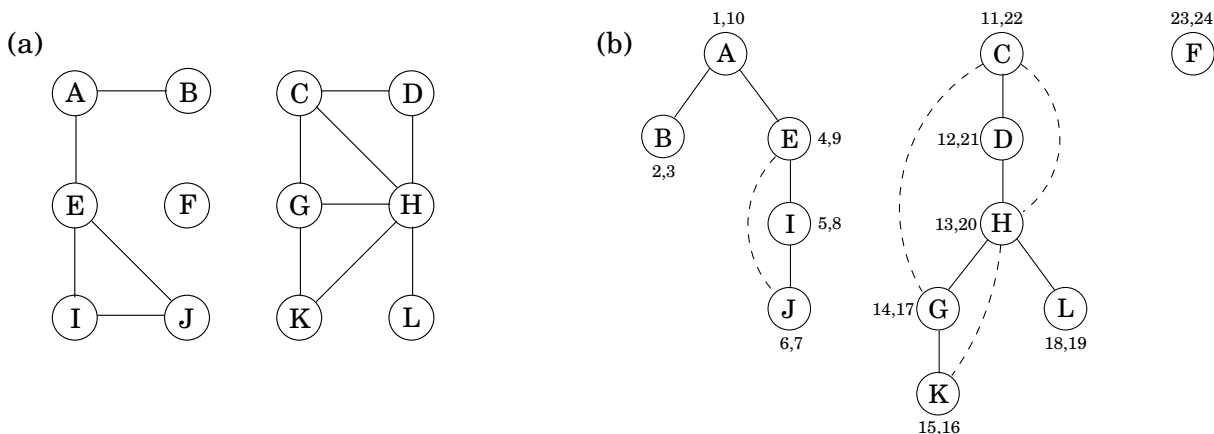 (a)
A B C D
E F G H
I J K L
(b)
1,10 11,22 23,24
A C F
B E 4,9 12,21 D
2,3
I 5,8 13,20 H
J 14,17 G L
6,7 18,19
K
15,16